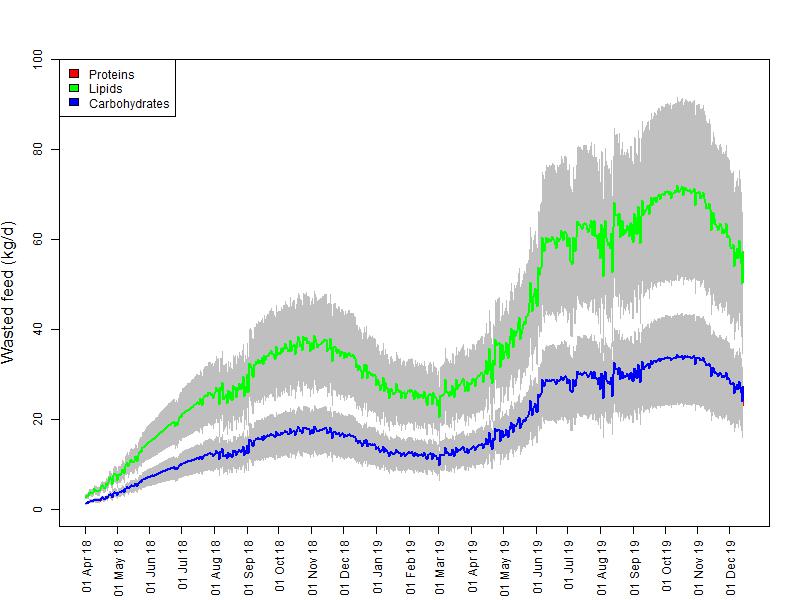 Proteins
Lipids
Carbohydrates
Wasted feed (kg/d)
100
80
60
40
20
0
01 Apr 18
01 May 18
01 Jun 18
01 Jul 18
01 Aug 18
01 Sep 18
01 Oct 18
01 Nov 18
01 Dec 18
01 Jan 19
01 Feb 19
01 Mar 19
01 Apr 19
01 May 19
01 Jun 19
01 Jul 19
01 Aug 19
01 Sep 19
01 Oct 19
01 Nov 19
01 Dec 19